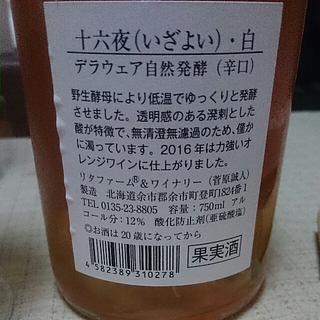 十六夜(いざよい)・白
デラウェア自然発酵(辛口)
野生酵母により低温でゆっくりと発酵
させました。透明感のある溌剌とした
酸が特徴で、無清澄無濾過のため、僅か
に濁っています。2016年は力強いオ
レンジワインに仕上がりました。
リタファーム®&ワイナリー(菅原誠人)
製造 北海道余市郡余市町登町1824番1
TEL.0135-23-8805 容量:750ml アル
コール分:12% 酸化防止剤(亜硫酸塩)
◎お酒は20歳になってから
果実酒
4582389310278